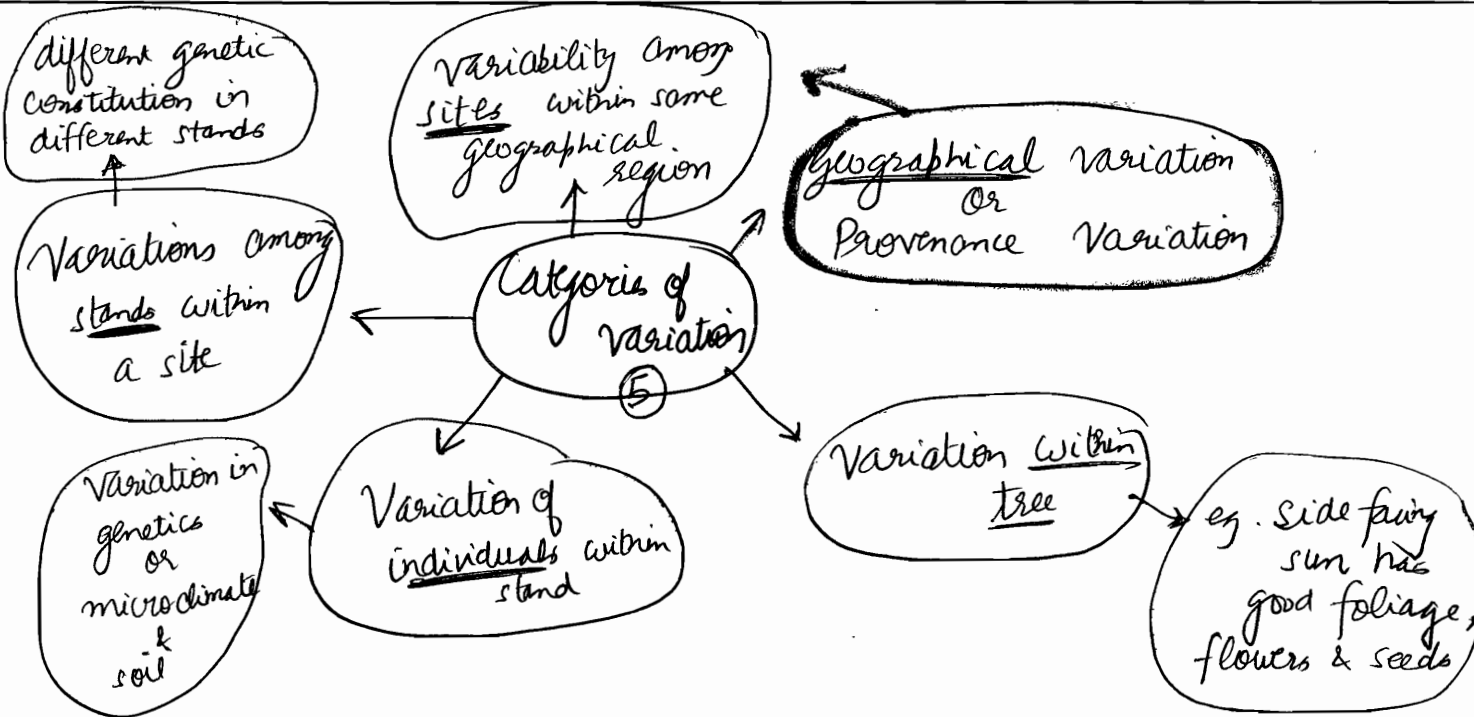 different genetic
constitution in
different stands
Variability among
sites within same
geographical
region
Geographical variation
Or
Provenance Variation
Variations among
stands within
a site
Categories of
variation
5
Variation in
genetics
or
microclimate
&
soil
Variation of
individuals within
stand
Variation within
tree
eg. side facing
sun has
good foliage,
flowers & seeds